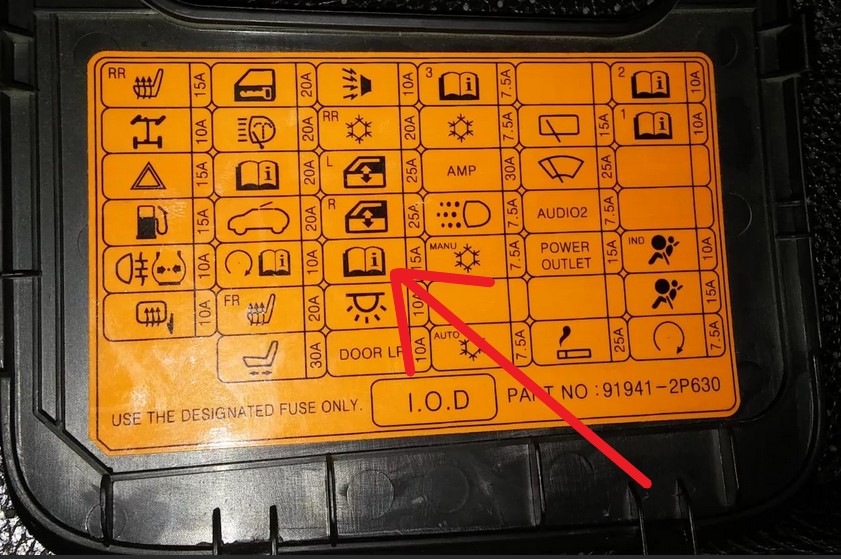 RR 15A 20A 10A 3 i 7.5A 2 i 10A
10A 20A RR 20A 7.5A 15A 1 i 10A
15A i 20A L 25A AMP 30A 25A
15A 20A R 25A 7.5A AUDIO2
10A i 10A i 15A MANU 7.5A POWER OUTLET 15A IND 10A
10A FR 20A 10A 15A
30A DOOR 10A AUTO 7.5A 25A 7.5A
USE THE DESIGNATED FUSE ONLY. I.O.D PART NO : 91941-2P630